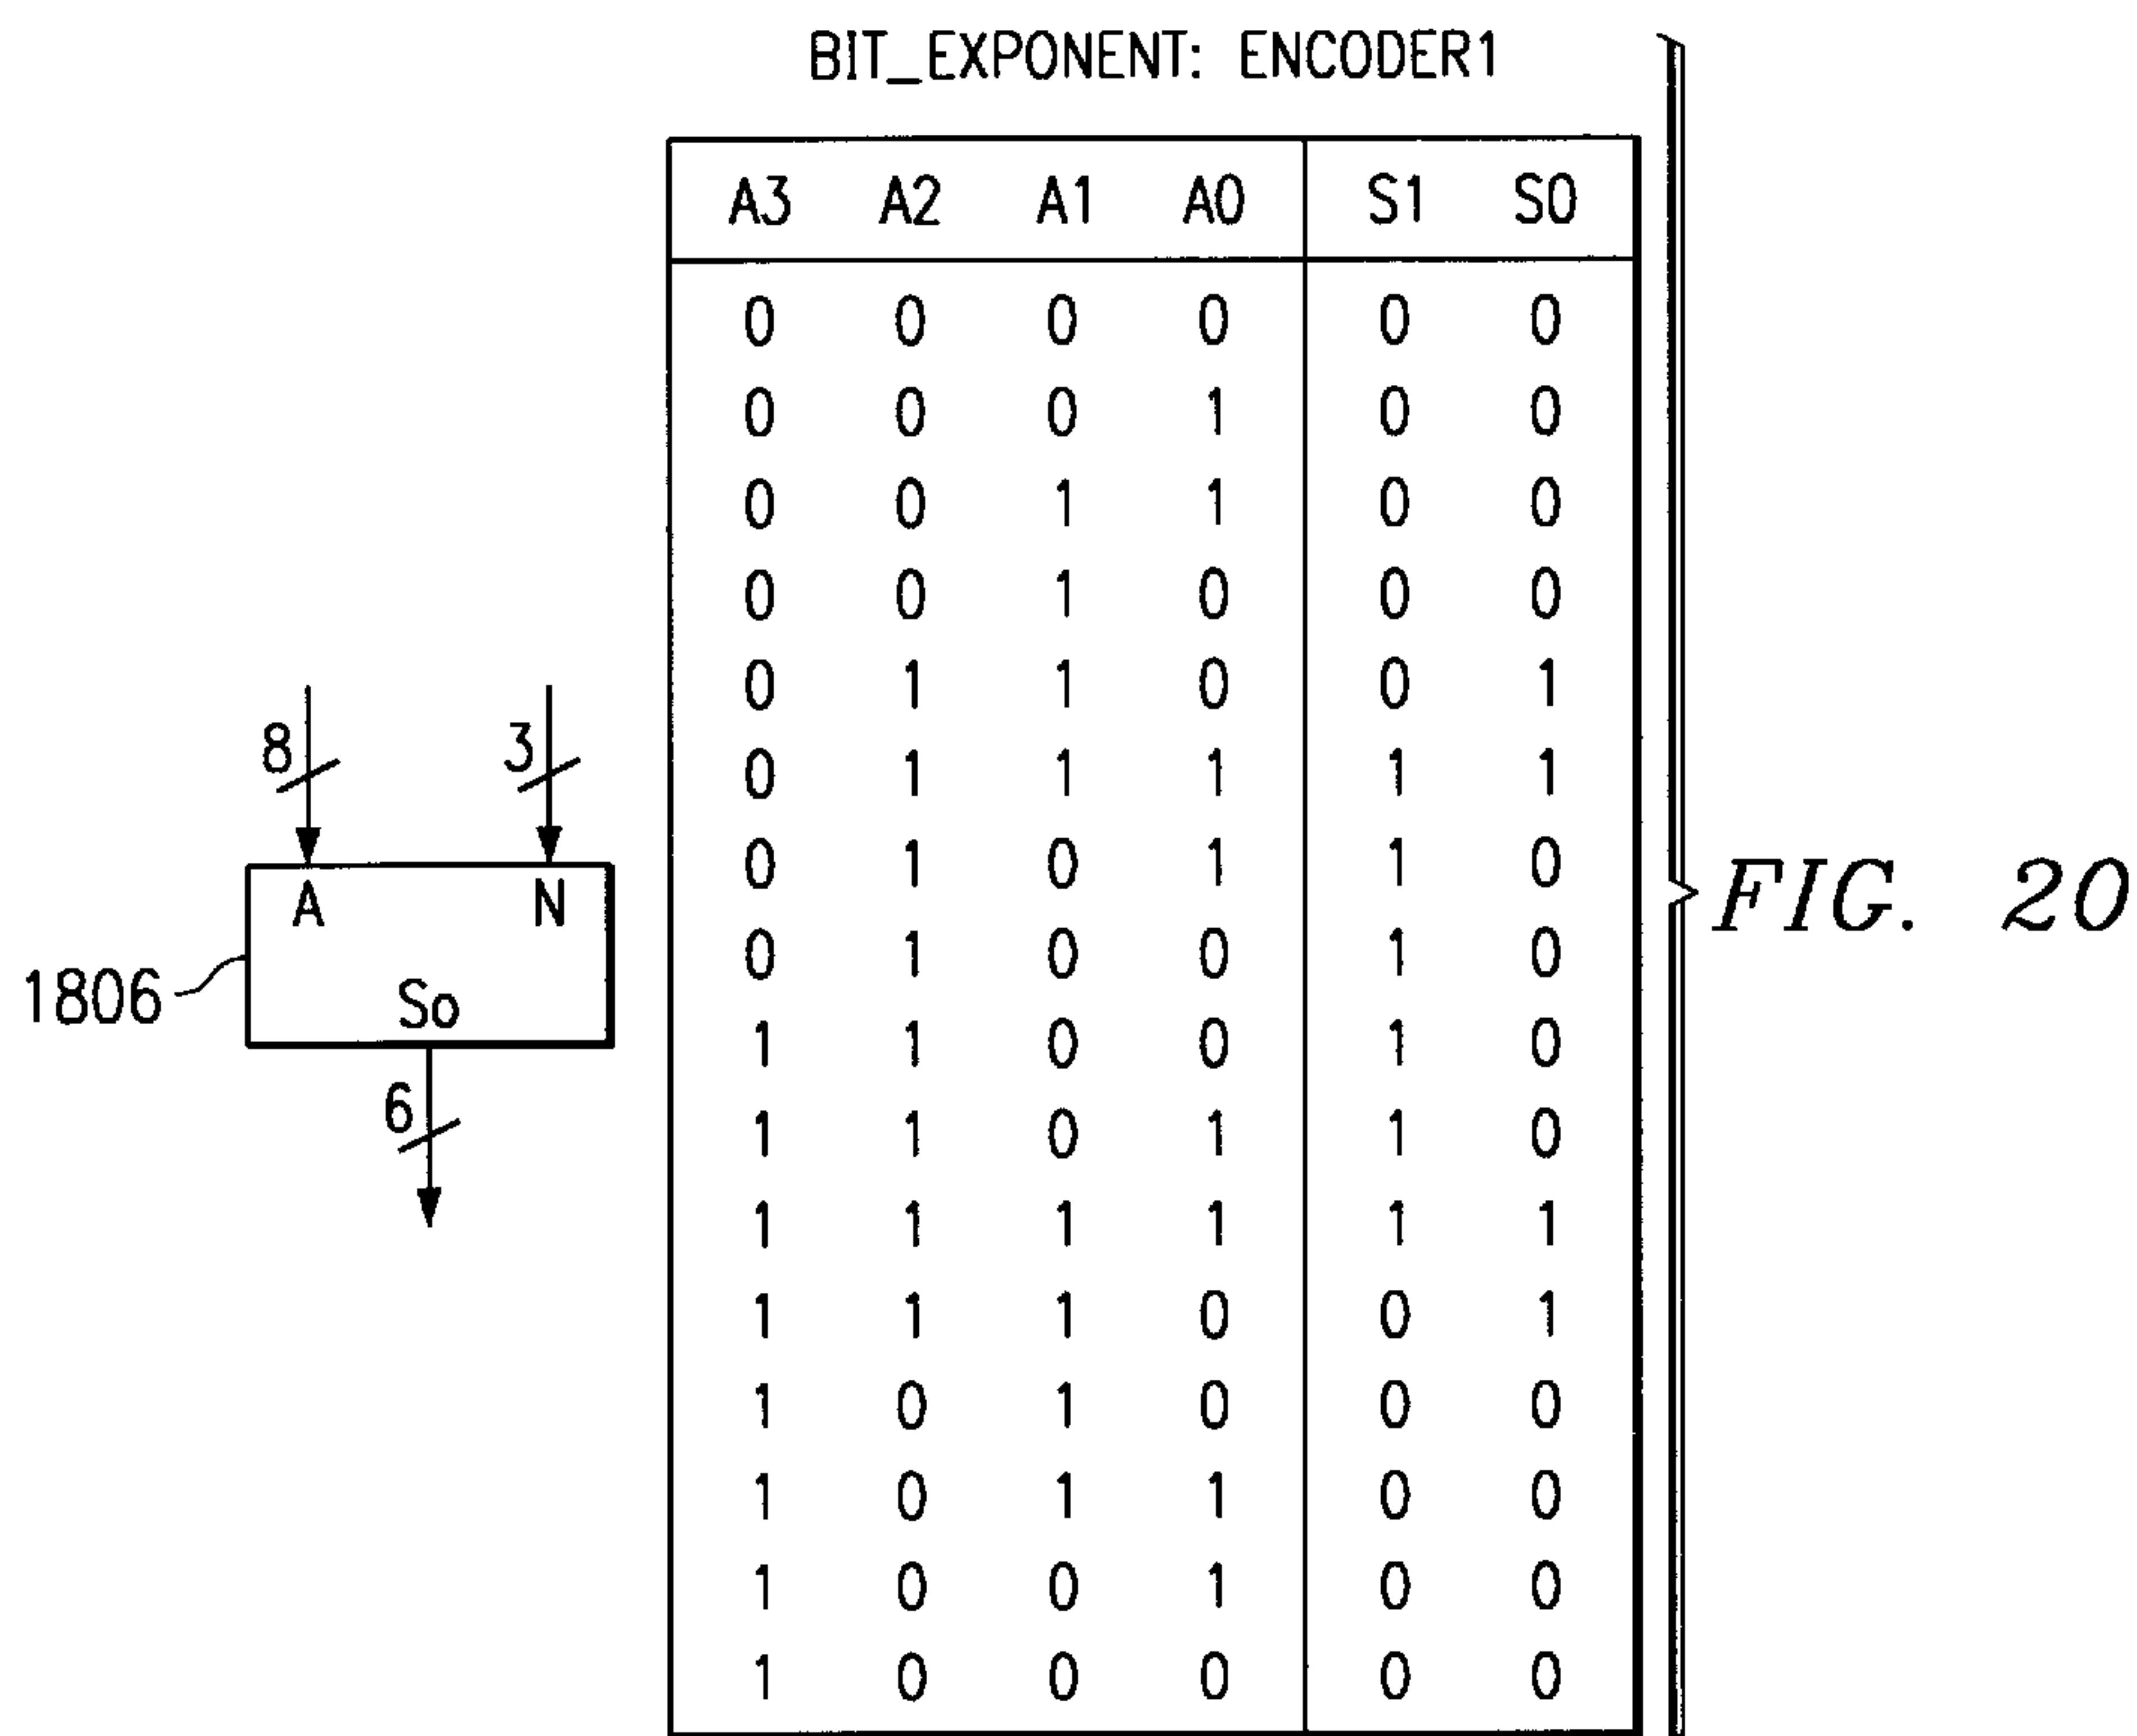 BIT_EXPONENT: ENCODER1
A3 A2 A1 A0 S1 S0
0 0 0 0 0 0
0 0 0 1 0 0
0 0 1 1 0 0
0 0 1 0 0 0
0 1 1 0 0 1
0 1 1 1 1 1
0 1 0 1 1 0
0 1 0 0 1 0
1 1 0 0 1 0
1 1 0 1 1 0
1 1 1 1 1 1
1 1 1 0 0 1
1 0 1 0 0 0
1 0 1 1 0 0
1 0 0 1 0 0
1 0 0 0 0 0
8 3
A N
1806
So
6
FIG. 20